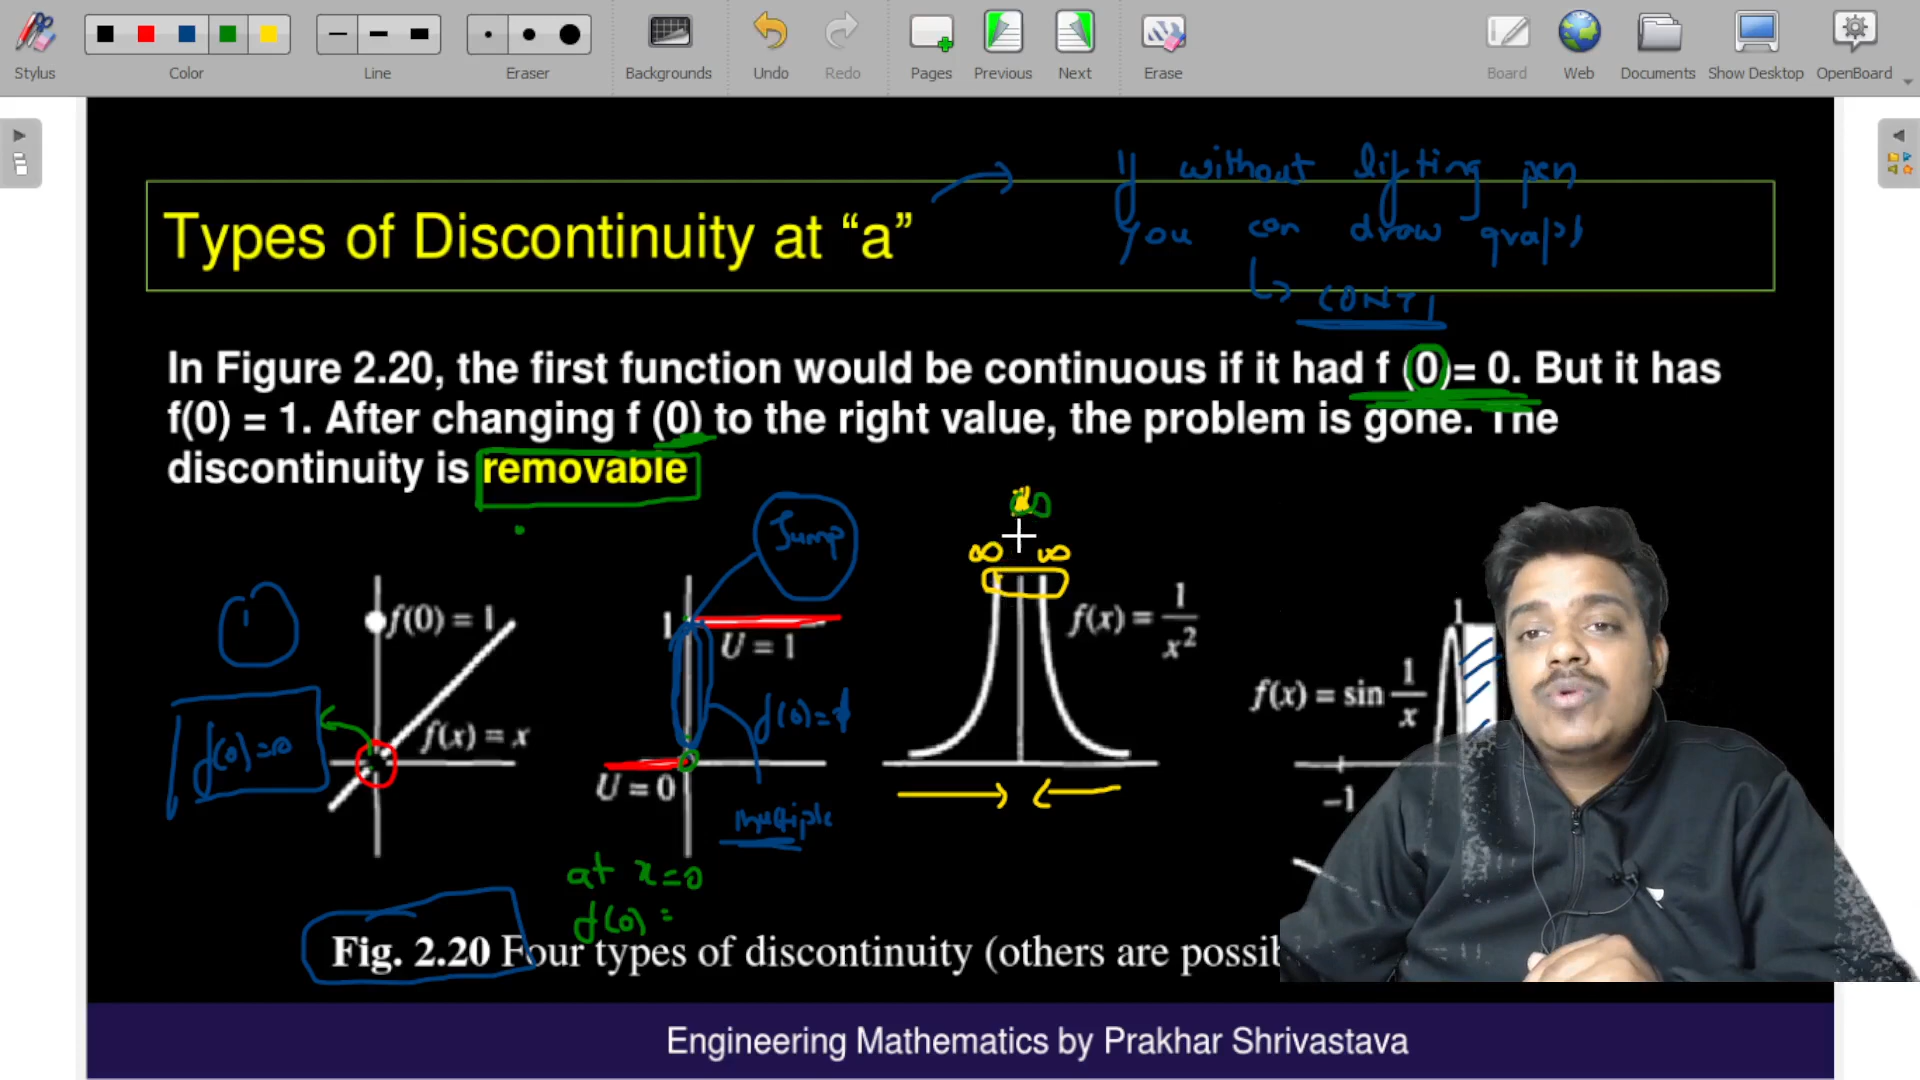 Stylus
Color
Line
Eraser
Backgrounds
Undo
Redo
Pages
Previous
Next
Erase
Board
Web
Documents
Show Desktop
OpenBoard
If without lifting pen
you can draw graph
CONTI
Types of Discontinuity at “a”
In Figure 2.20, the first function would be continuous if it had f (0)= 0. But it has
f(0) = 1. After changing f (0) to the right value, the problem is gone. The
discontinuity is removable
Jump
∞
∞ ∞
1
f(0) = 1
f(x) = x
f(0)=0
1
U = 1
U = 0
f(0)=
multiple
at x=0
f(0) =
f(x) = 1/x²
f(x) = sin 1/x
1
−1
Fig. 2.20 Four types of discontinuity (others are possi
Engineering Mathematics by Prakhar Shrivastava